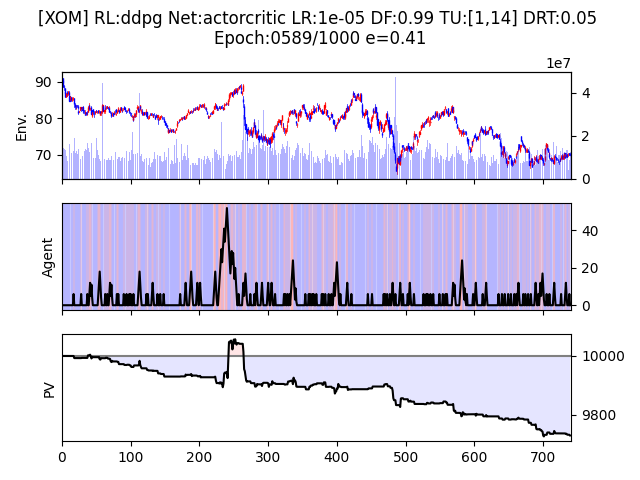 [XOM] RL:ddpg Net:actorcritic LR:1e-05 DF:0.99 TU:[1,14] DRT:0.05
Epoch:0589/1000 e=0.41
1e7
90
80
70
Env.
4
2
0
Agent
40
20
0
PV
10000
9800
0 100 200 300 400 500 600 700